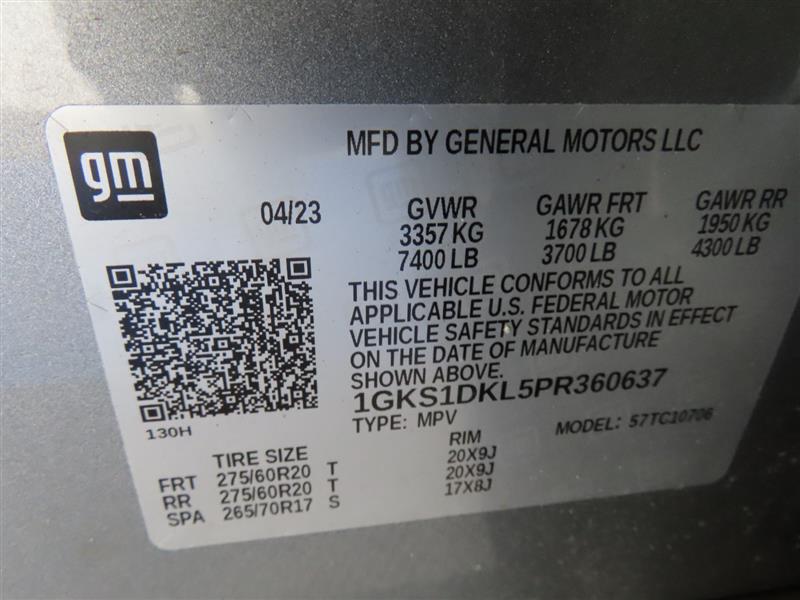 gm
MFD BY GENERAL MOTORS LLC
04/23 GVWR GAWR FRT GAWR RR
3357 KG 1678 KG 1950 KG
7400 LB 3700 LB 4300 LB
THIS VEHICLE CONFORMS TO ALL
APPLICABLE U.S. FEDERAL MOTOR
VEHICLE SAFETY STANDARDS IN EFFECT
ON THE DATE OF MANUFACTURE
SHOWN ABOVE.
1GKS1DKL5PR360637
130H
TYPE: MPV MODEL: 57TC10706
TIRE SIZE RIM
FRT 275/60R20 T 20X9J
RR 275/60R20 T 20X9J
SPA 265/70R17 S 17X8J